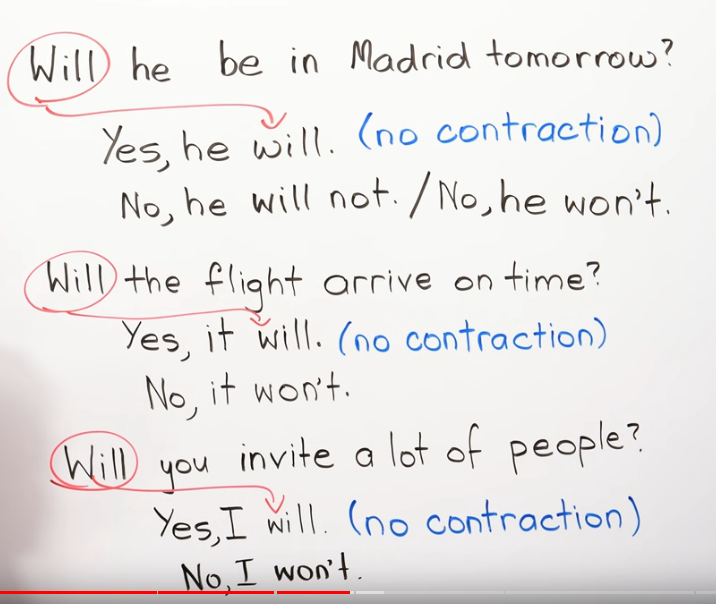 Will he be in Madrid tomorrow?
Yes, he will. (no contraction)
No, he will not. / No, he won't.
Will the flight arrive on time?
Yes, it will. (no contraction)
No, it won't.
Will you invite a lot of people?
Yes, I will. (no contraction)
No, I won't.